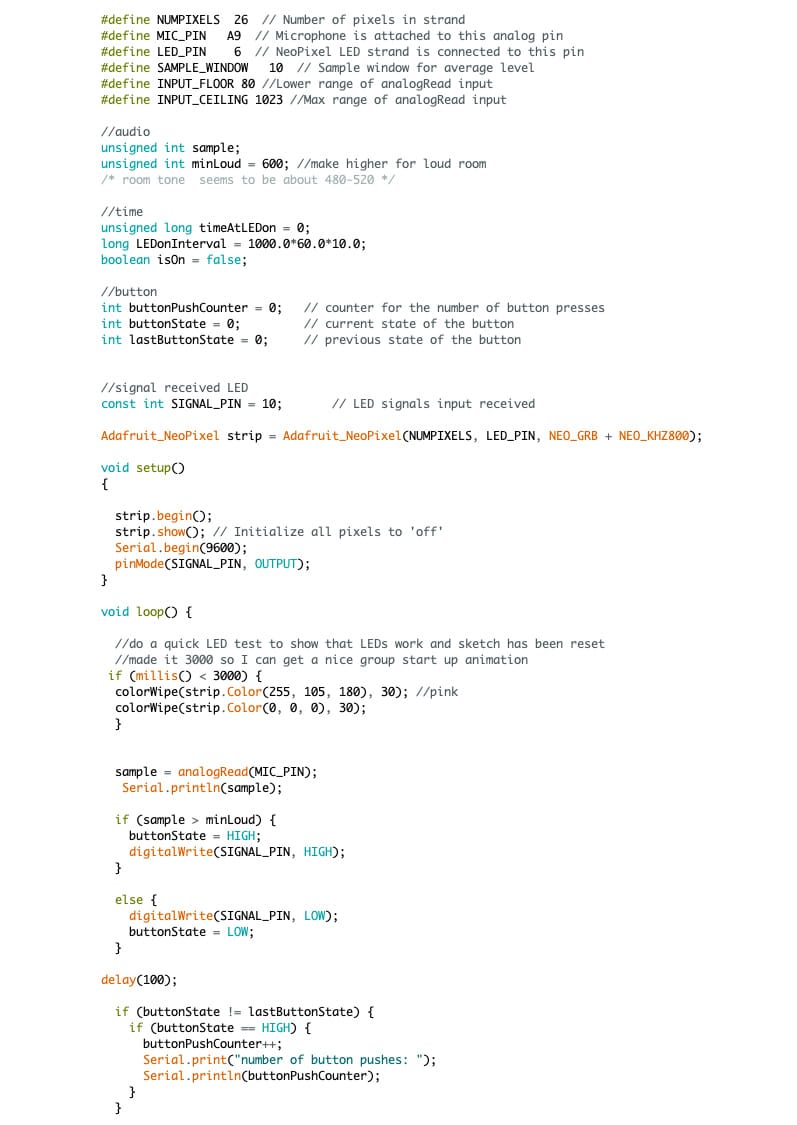 #define NUMPIXELS  26  // Number of pixels in strand
#define MIC_PIN   A9  // Microphone is attached to this analog pin
#define LED_PIN    6  // NeoPixel LED strand is connected to this pin
#define SAMPLE_WINDOW   10  // Sample window for average level
#define INPUT_FLOOR 80 //Lower range of analogRead input
#define INPUT_CEILING 1023 //Max range of analogRead input

//audio
unsigned int sample;
unsigned int minLoud = 600; //make higher for loud room
/* room tone  seems to be about 480-520 */

//time
unsigned long timeAtLEDon = 0;
long LEDonInterval = 1000.0*60.0*10.0;
boolean isOn = false;

//button
int buttonPushCounter = 0;   // counter for the number of button presses
int buttonState = 0;         // current state of the button
int lastButtonState = 0;     // previous state of the button


//signal received LED
const int SIGNAL_PIN = 10;       // LED signals input received

Adafruit_NeoPixel strip = Adafruit_NeoPixel(NUMPIXELS, LED_PIN, NEO_GRB + NEO_KHZ800);

void setup()
{

  strip.begin();
  strip.show(); // Initialize all pixels to 'off'
  Serial.begin(9600);
  pinMode(SIGNAL_PIN, OUTPUT);
}

void loop() {

  //do a quick LED test to show that LEDs work and sketch has been reset
  //made it 3000 so I can get a nice group start up animation
 if (millis() < 3000) {
  colorWipe(strip.Color(255, 105, 180), 30); //pink
  colorWipe(strip.Color(0, 0, 0), 30);
  }


  sample = analogRead(MIC_PIN);
   Serial.println(sample);

  if (sample > minLoud) {
    buttonState = HIGH;
    digitalWrite(SIGNAL_PIN, HIGH);
  }

  else {
    digitalWrite(SIGNAL_PIN, LOW);
    buttonState = LOW;
  }

delay(100);

  if (buttonState != lastButtonState) {
    if (buttonState == HIGH) {
      buttonPushCounter++;
      Serial.print("number of button pushes: ");
      Serial.println(buttonPushCounter);
    }
  }